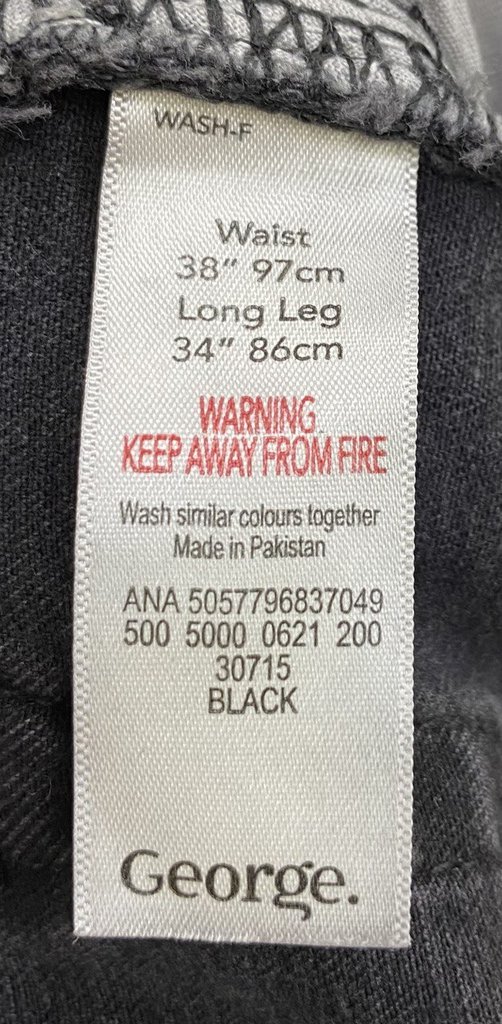 WASH-F
Waist
38" 97cm
Long Leg
34" 86cm
WARNING
KEEP AWAY FROM FIRE
Wash similar colours together
Made in Pakistan
ANA 5057796837049
500 5000 0621 200
30715
BLACK
George.